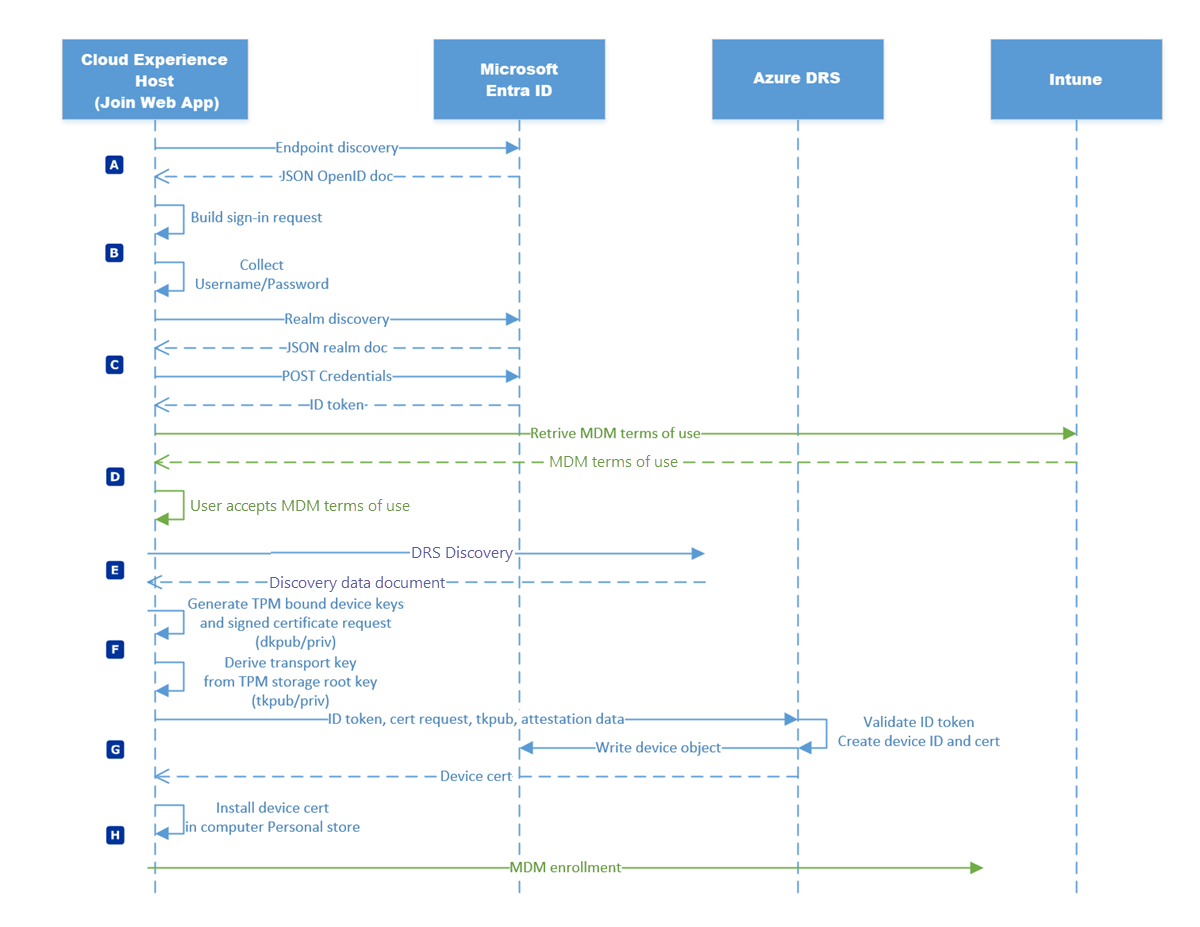 Cloud Experience
Host
(Join Web App)
Microsoft
Entra ID
Azure DRS
Intune
Endpoint discovery
A
JSON OpenID doc
Build sign-in request
B
Collect
Username/Password
Realm discovery
JSON realm doc
C
POST Credentials
ID token
Retrive MDM terms of use
MDM terms of use
D
User accepts MDM terms of use
DRS Discovery
E
Discovery data document
Generate TPM bound device keys
and signed certificate request
(dkpub/priv)
F
Derive transport key
from TPM storage root key
(tkpub/priv)
ID token, cert request, tkpub, attestation data
Validate ID token
Create device ID and cert
G
Write device object
Device cert
Install device cert
in computer Personal store
H
MDM enrollment